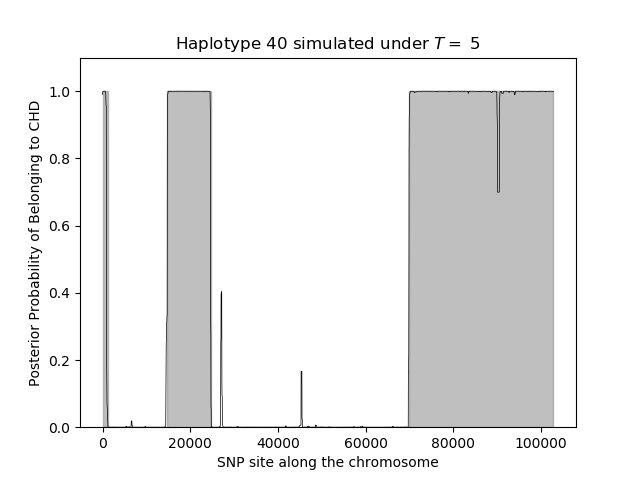 Haplotype 40 simulated under T = 5
Posterior Probability of Belonging to CHD
1.0
0.8
0.6
0.4
0.2
0.0
0 20000 40000 60000 80000 100000
SNP site along the chromosome